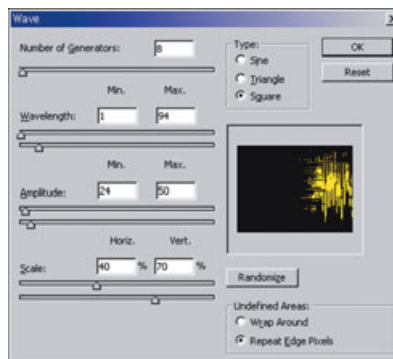 Wave
Number of Generators: 8
Min. Max.
Wavelength: 1 94
Min. Max.
Amplitude: 24 50
Horiz. Vert.
Scale: 40 % 70 %
Type:
Sine
Triangle
Square
OK
Reset
Randomize
Undefined Areas:
Wrap Around
Repeat Edge Pixels